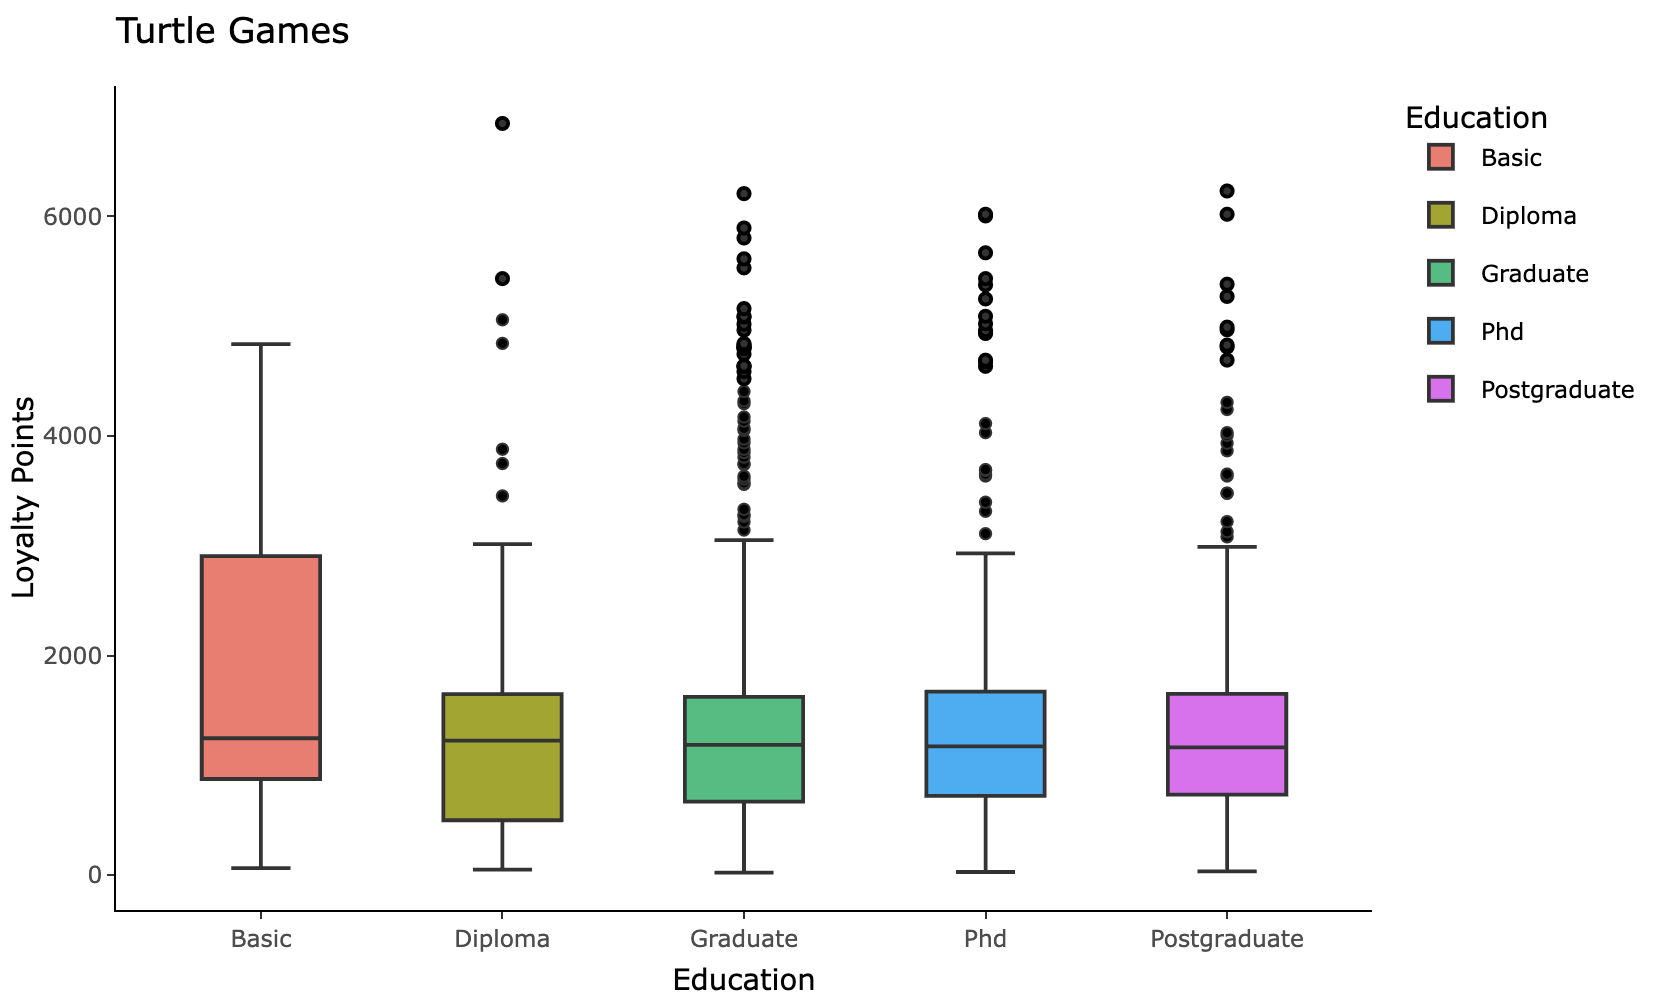 Turtle Games
Loyalty Points
6000
4000
2000
0
Basic
Diploma
Graduate
Phd
Postgraduate
Education
Education
Basic
Diploma
Graduate
Phd
Postgraduate